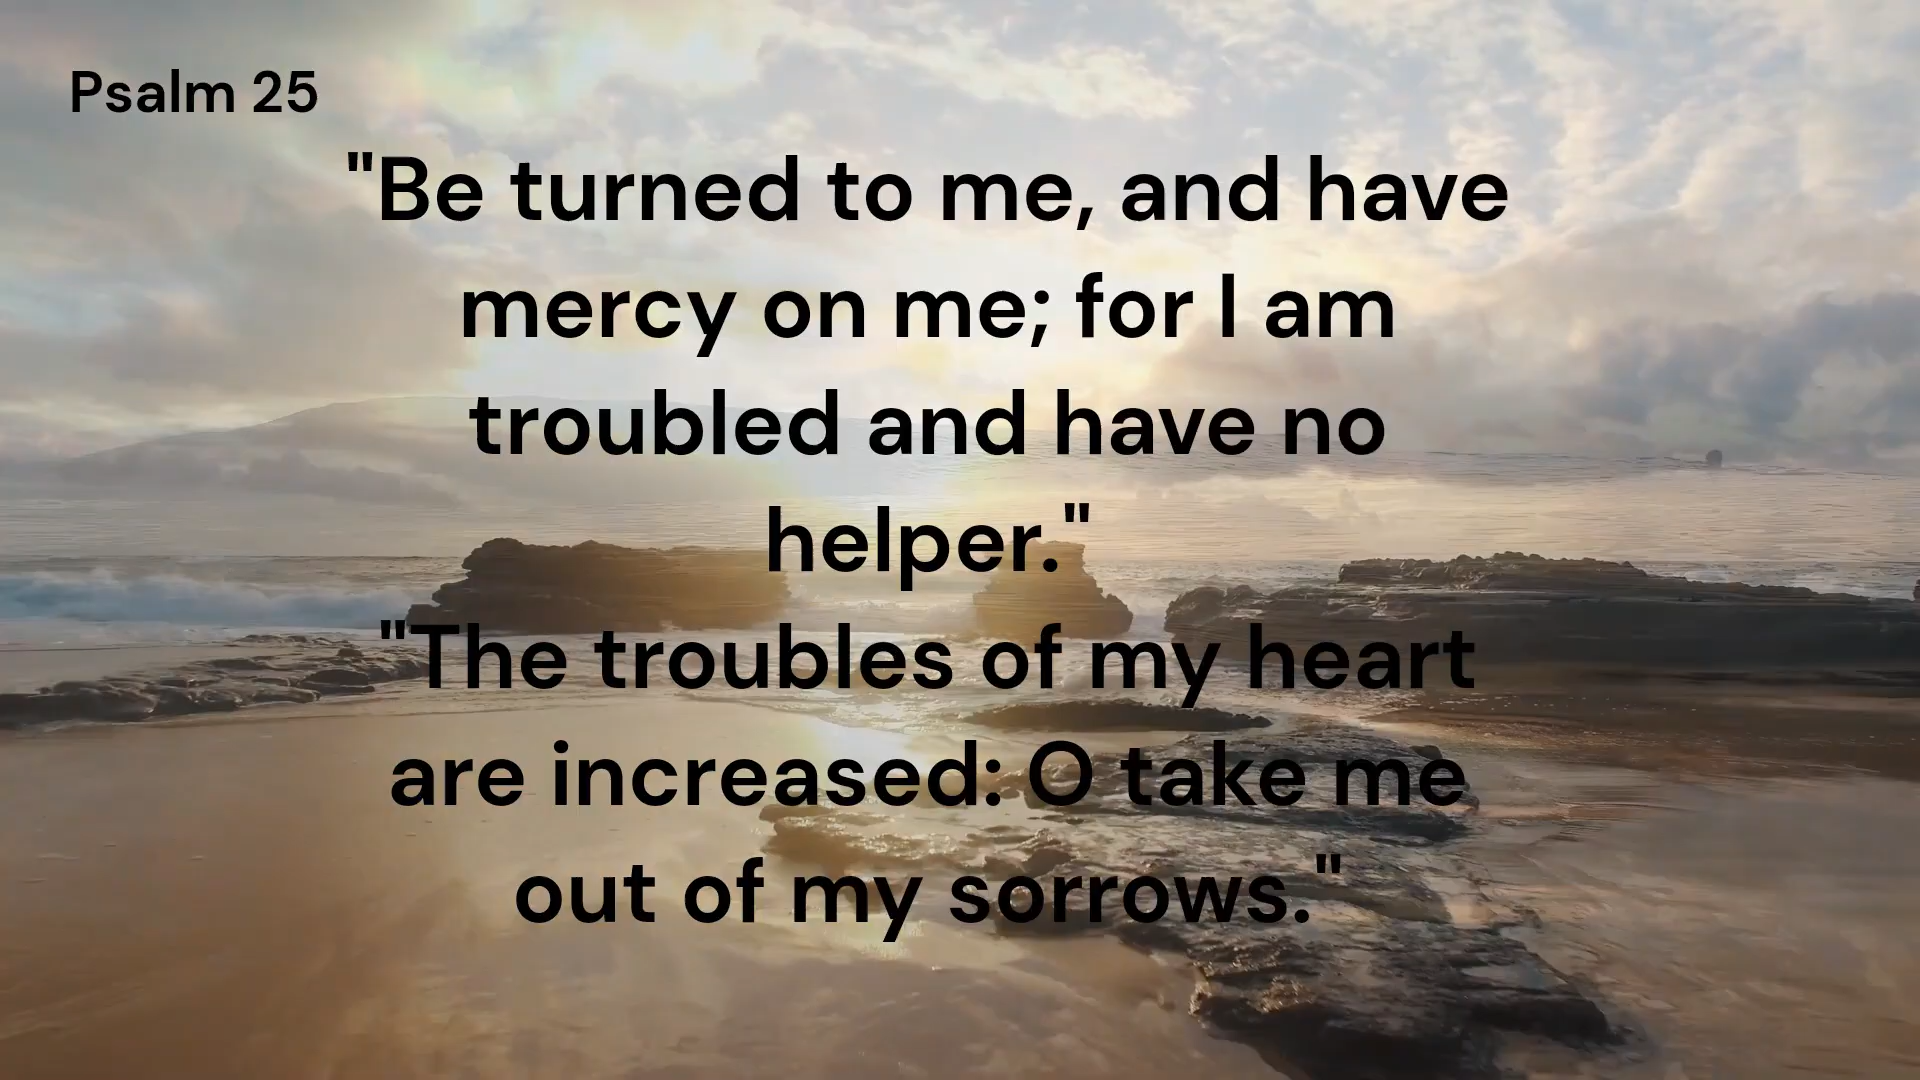 Psalm 25
"Be turned to me, and have
mercy on me; for I am
troubled and have no
helper."
"The troubles of my heart
are increased: O take me
out of my sorrows."